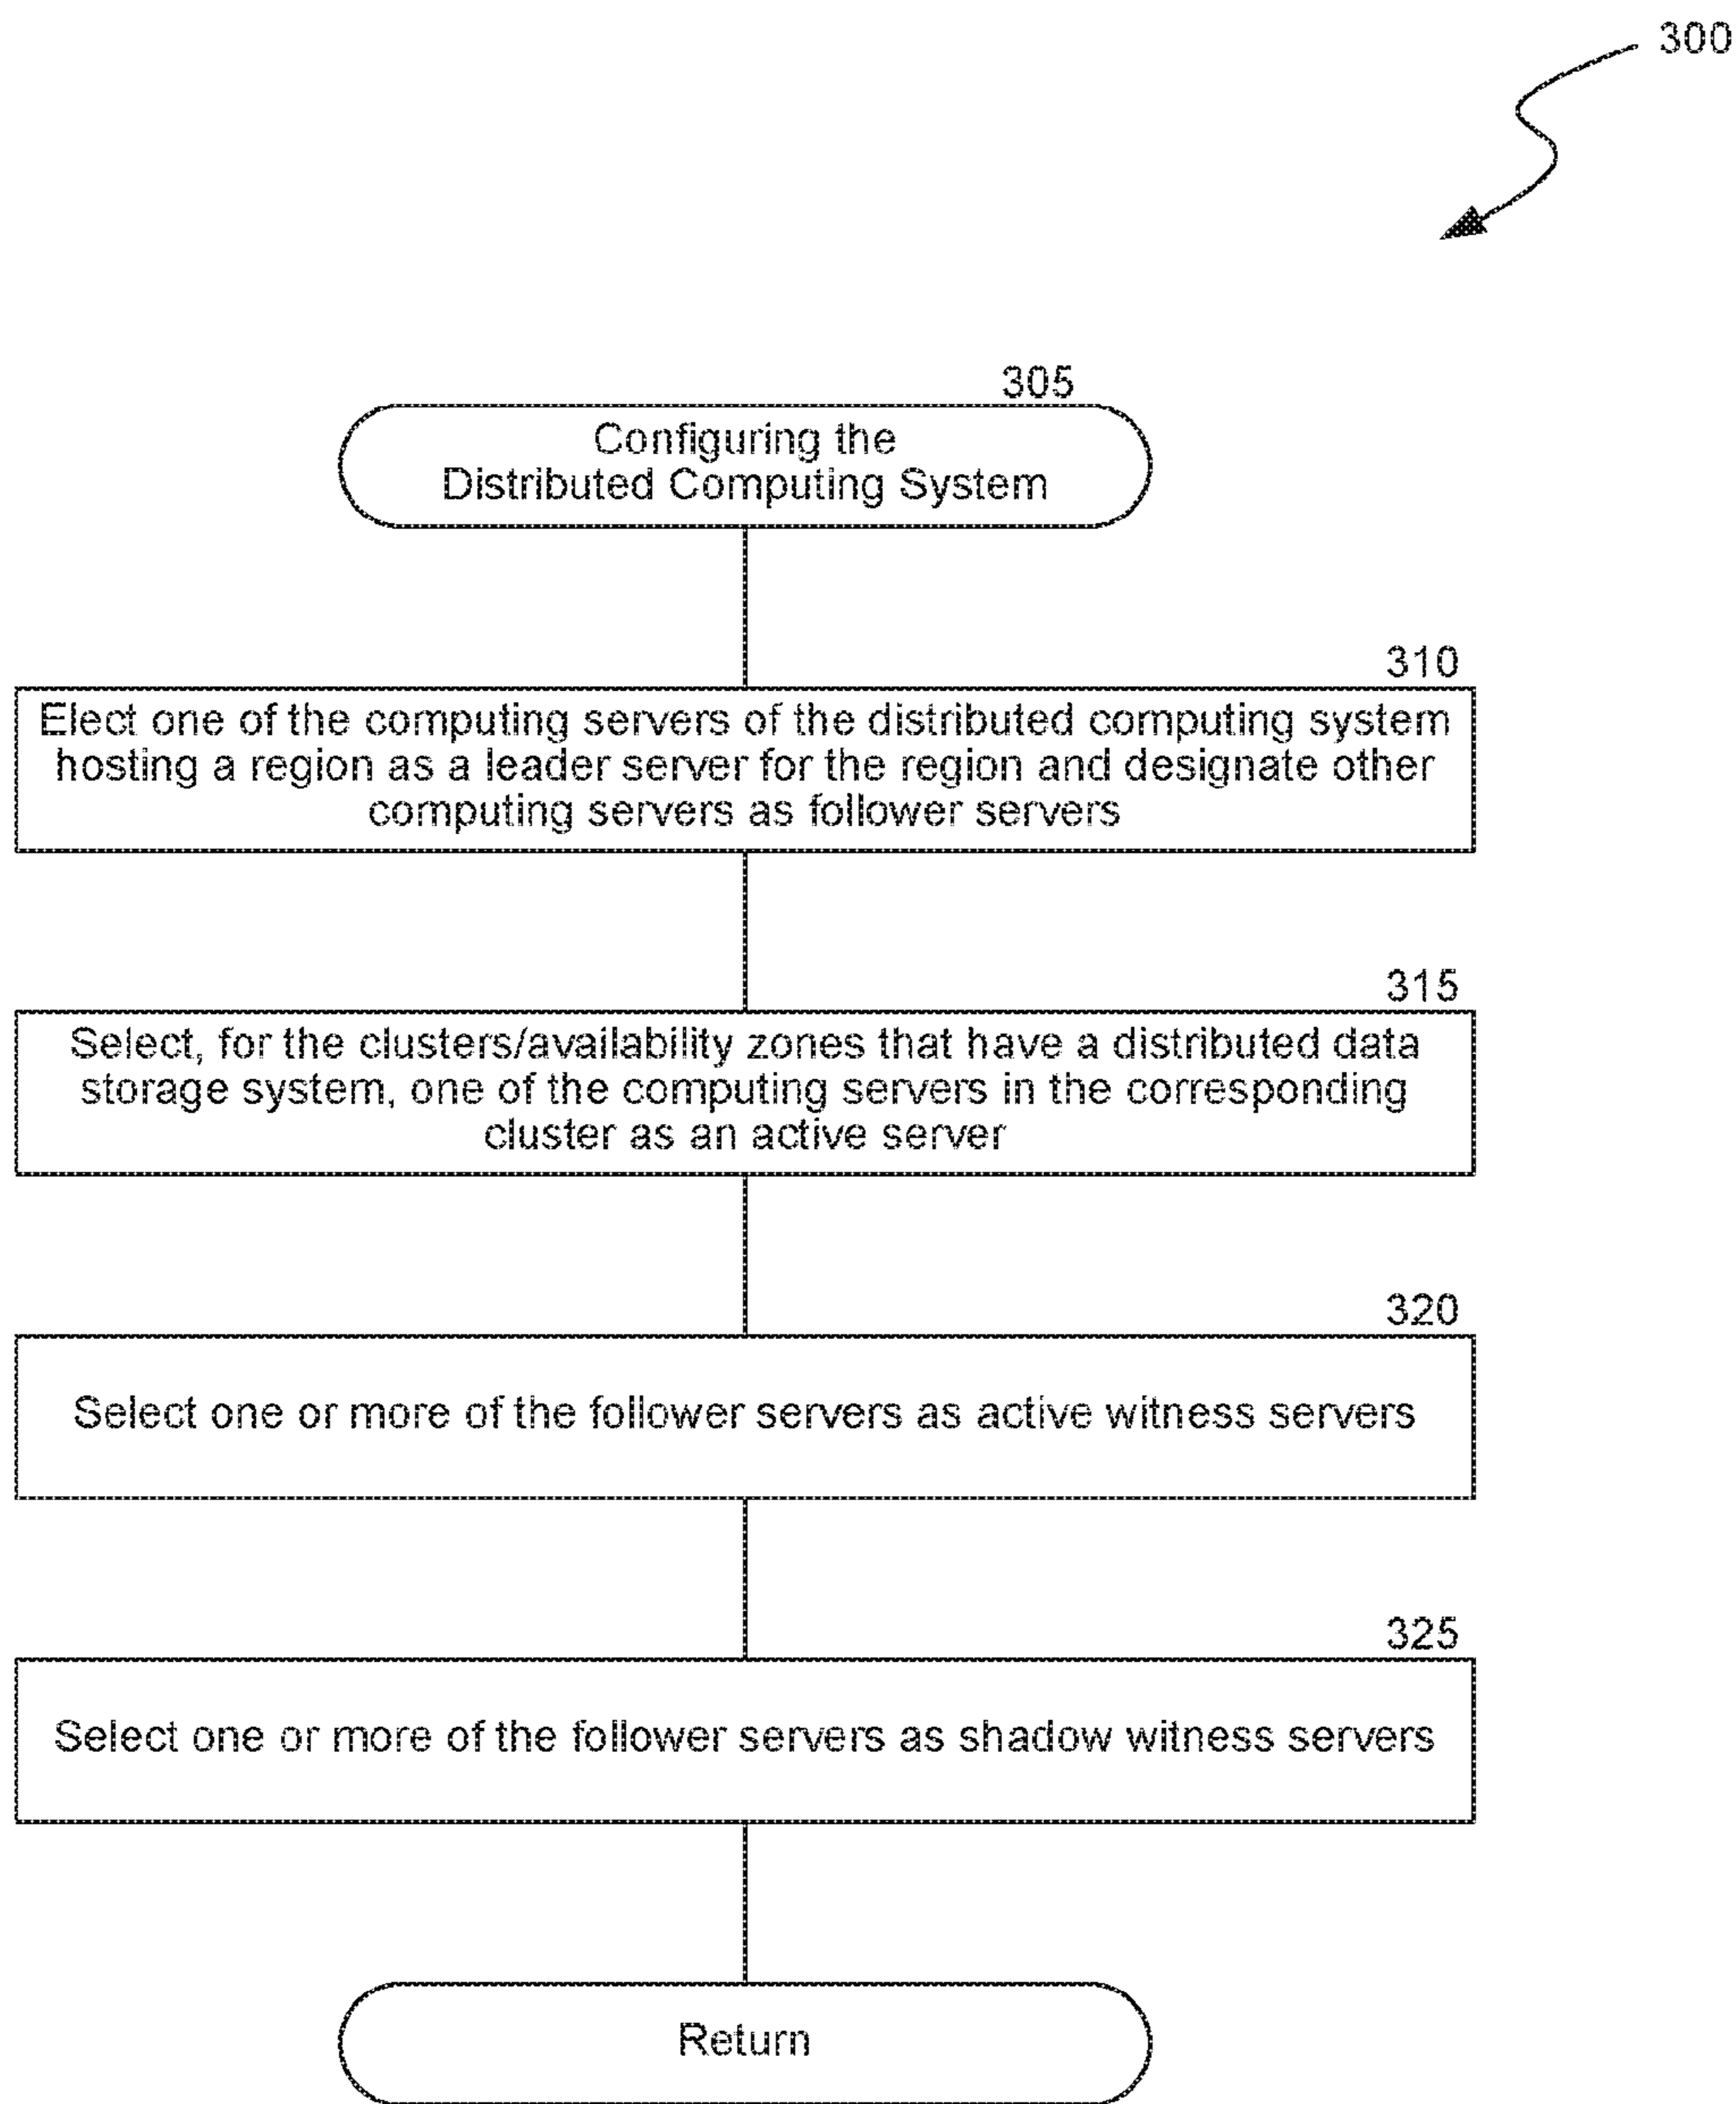 300
305
Configuring the
Distributed Computing System
310
Elect one of the computing servers of the distributed computing system
hosting a region as a leader server for the region and designate other
computing servers as follower servers
315
Select, for the clusters/availability zones that have a distributed data
storage system, one of the computing servers in the corresponding
cluster as an active server
320
Select one or more of the follower servers as active witness servers
325
Select one or more of the follower servers as shadow witness servers
Return